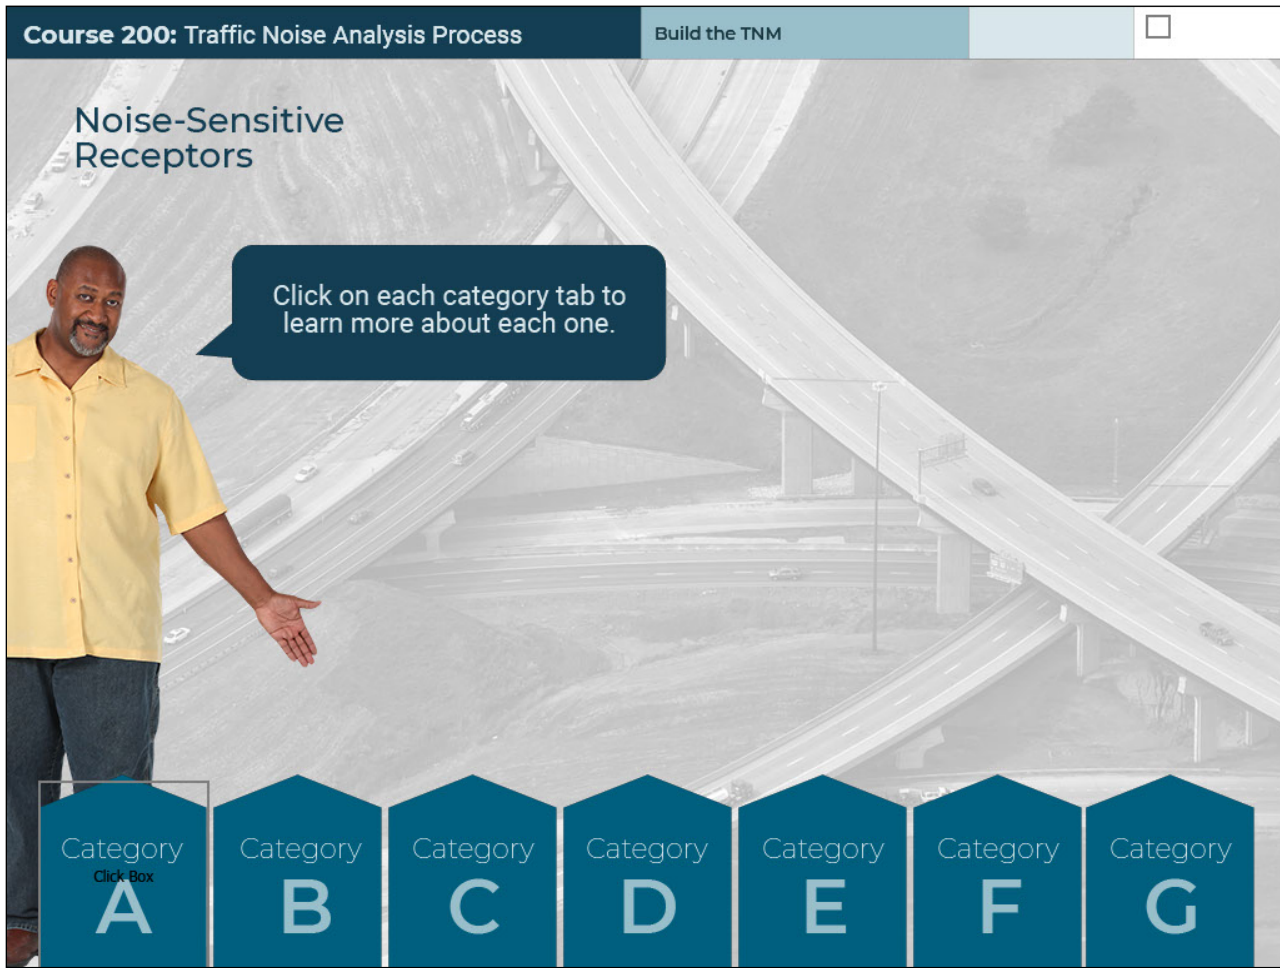 Course 200: Traffic Noise Analysis Process
Build the TNM
Noise-Sensitive
Receptors
Click on each category tab to
learn more about each one.
Category
Click Box
A
Category
B
Category
C
Category
D
Category
E
Category
F
Category
G